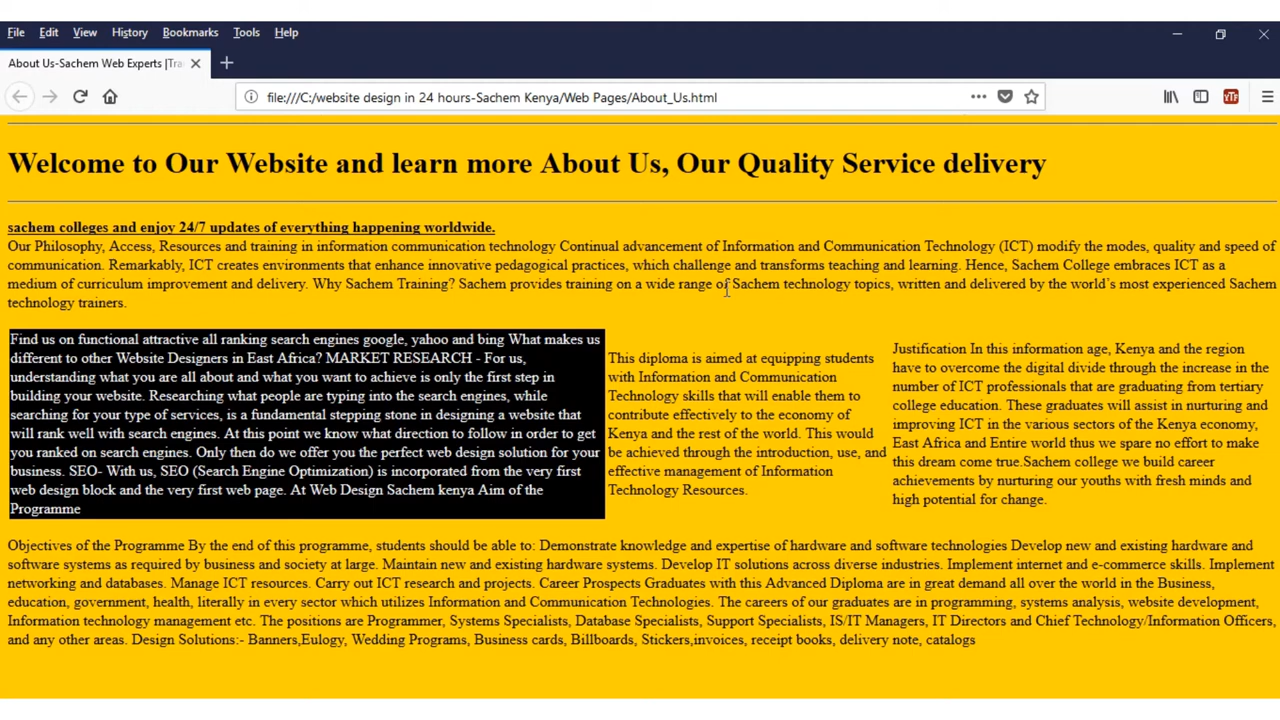 File Edit View History Bookmarks Tools Help
About Us-Sachem Web Experts |Tra
file:///C:/website design in 24 hours-Sachem Kenya/Web Pages/About_Us.html
YTF
Welcome to Our Website and learn more About Us, Our Quality Service delivery
sachem colleges and enjoy 24/7 updates of everything happening worldwide.
Our Philosophy, Access, Resources and training in information communication technology Continual advancement of Information and Communication Technology (ICT) modify the modes, quality and speed of
communication. Remarkably, ICT creates environments that enhance innovative pedagogical practices, which challenge and transforms teaching and learning. Hence, Sachem College embraces ICT as a
medium of curriculum improvement and delivery. Why Sachem Training? Sachem provides training on a wide range of Sachem technology topics, written and delivered by the world's most experienced Sachem
technology trainers.
Find us on functional attractive all ranking search engines google, yahoo and bing What makes us
different to other Website Designers in East Africa? MARKET RESEARCH - For us,
understanding what you are all about and what you want to achieve is only the first step in
building your website. Researching what people are typing into the search engines, while
searching for your type of services, is a fundamental stepping stone in designing a website that
will rank well with search engines. At this point we know what direction to follow in order to get
you ranked on search engines. Only then do we offer you the perfect web design solution for your
business. SEO- With us, SEO (Search Engine Optimization) is incorporated from the very first
web design block and the very first web page. At Web Design Sachem kenya Aim of the
Programme
This diploma is aimed at equipping students
with Information and Communication
Technology skills that will enable them to
contribute effectively to the economy of
Kenya and the rest of the world. This would
be achieved through the introduction, use, and
effective management of Information
Technology Resources.
Justification In this information age, Kenya and the region
have to overcome the digital divide through the increase in the
number of ICT professionals that are graduating from tertiary
college education. These graduates will assist in nurturing and
improving ICT in the various sectors of the Kenya economy,
East Africa and Entire world thus we spare no effort to make
this dream come true.Sachem college we build career
achievements by nurturing our youths with fresh minds and
high potential for change.
Objectives of the Programme By the end of this programme, students should be able to: Demonstrate knowledge and expertise of hardware and software technologies Develop new and existing hardware and
software systems as required by business and society at large. Maintain new and existing hardware systems. Develop IT solutions across diverse industries. Implement internet and e-commerce skills. Implement
networking and databases. Manage ICT resources. Carry out ICT research and projects. Career Prospects Graduates with this Advanced Diploma are in great demand all over the world in the Business,
education, government, health, literally in every sector which utilizes Information and Communication Technologies. The careers of our graduates are in programming, systems analysis, website development,
Information technology management etc. The positions are Programmer, Systems Specialists, Database Specialists, Support Specialists, IS/IT Managers, IT Directors and Chief Technology/Information Officers,
and any other areas. Design Solutions:- Banners,Eulogy, Wedding Programs, Business cards, Billboards, Stickers,invoices, receipt books, delivery note, catalogs